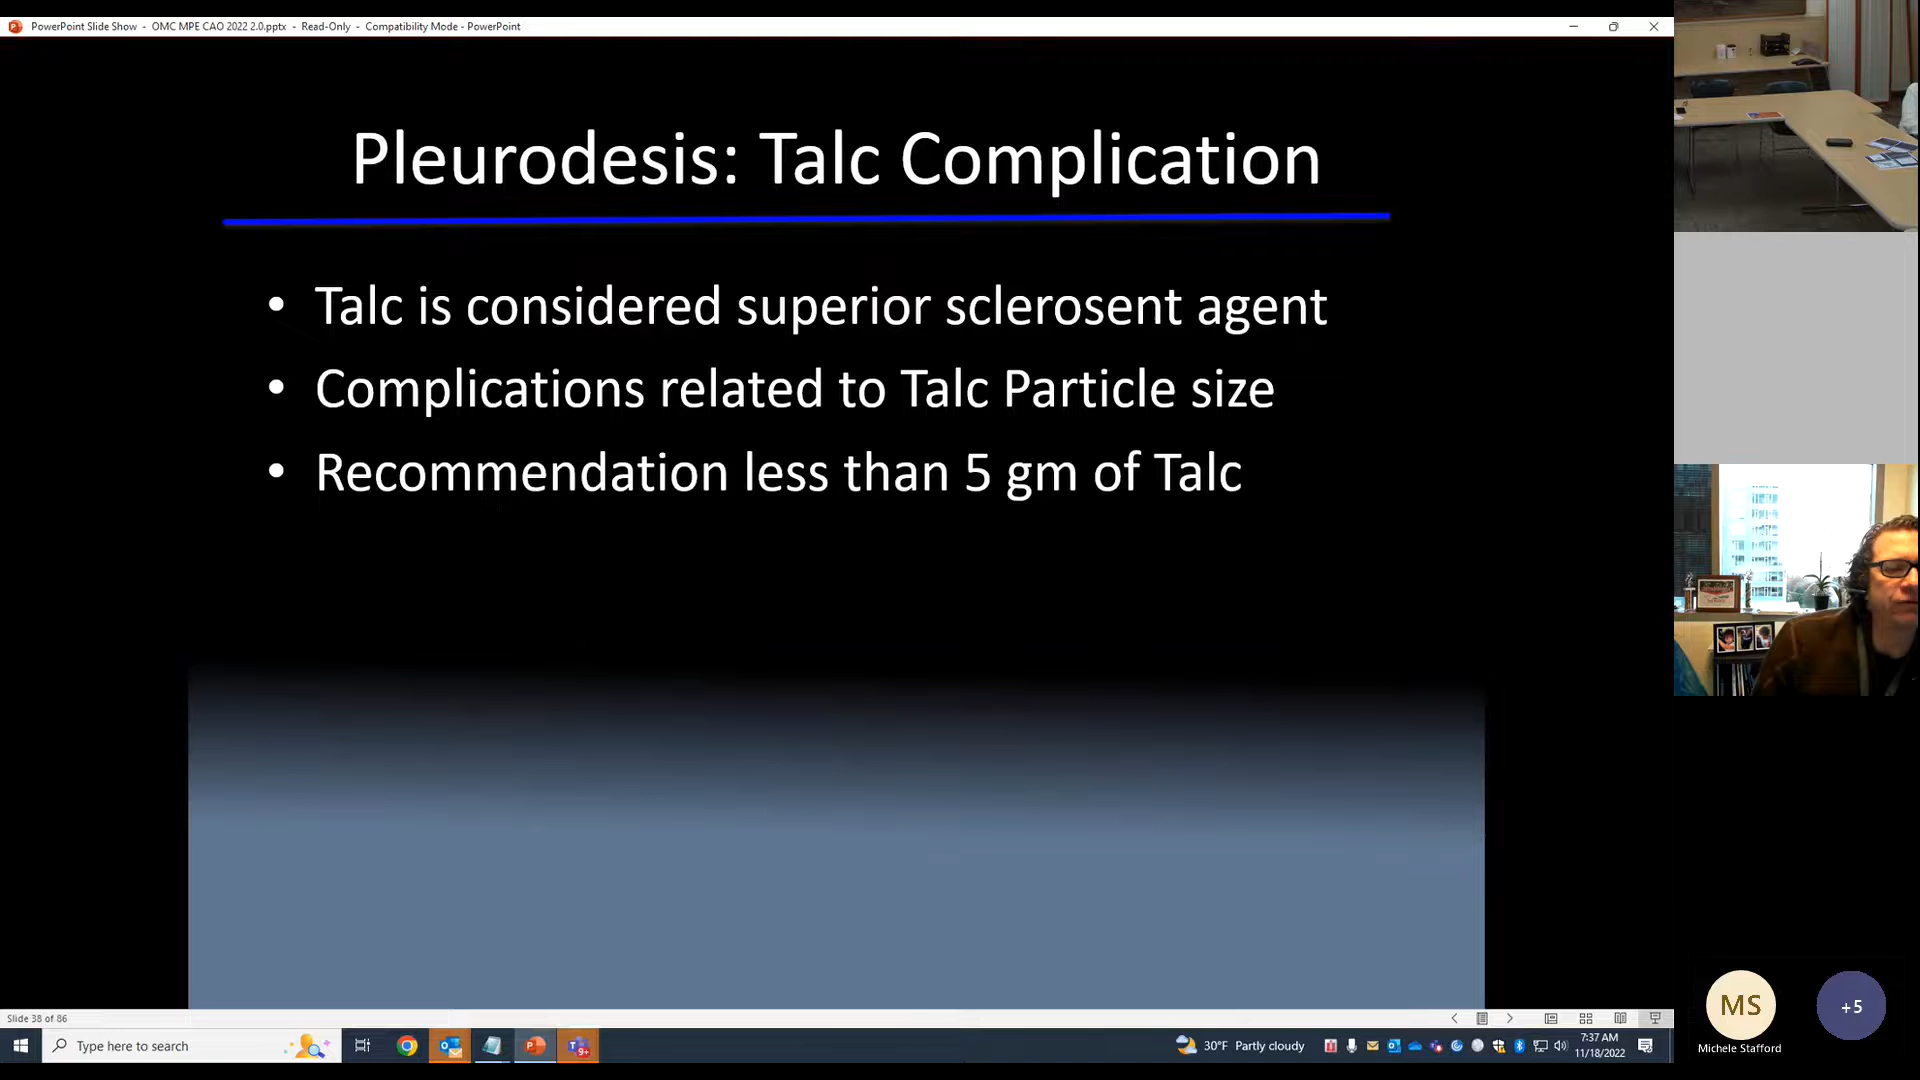 PowerPoint Slide Show - OMC MPE CAO 2022 2.0.pptx - Read-Only - Compatibility Mode - PowerPoint
Pleurodesis: Talc Complication
• Talc is considered superior sclerosent agent
• Complications related to Talc Particle size
• Recommendation less than 5 gm of Talc
Slide 38 of 86
Type here to search
9+
30°F Partly cloudy
7:37 AM
11/18/2022
MS
+5
Michele Stafford